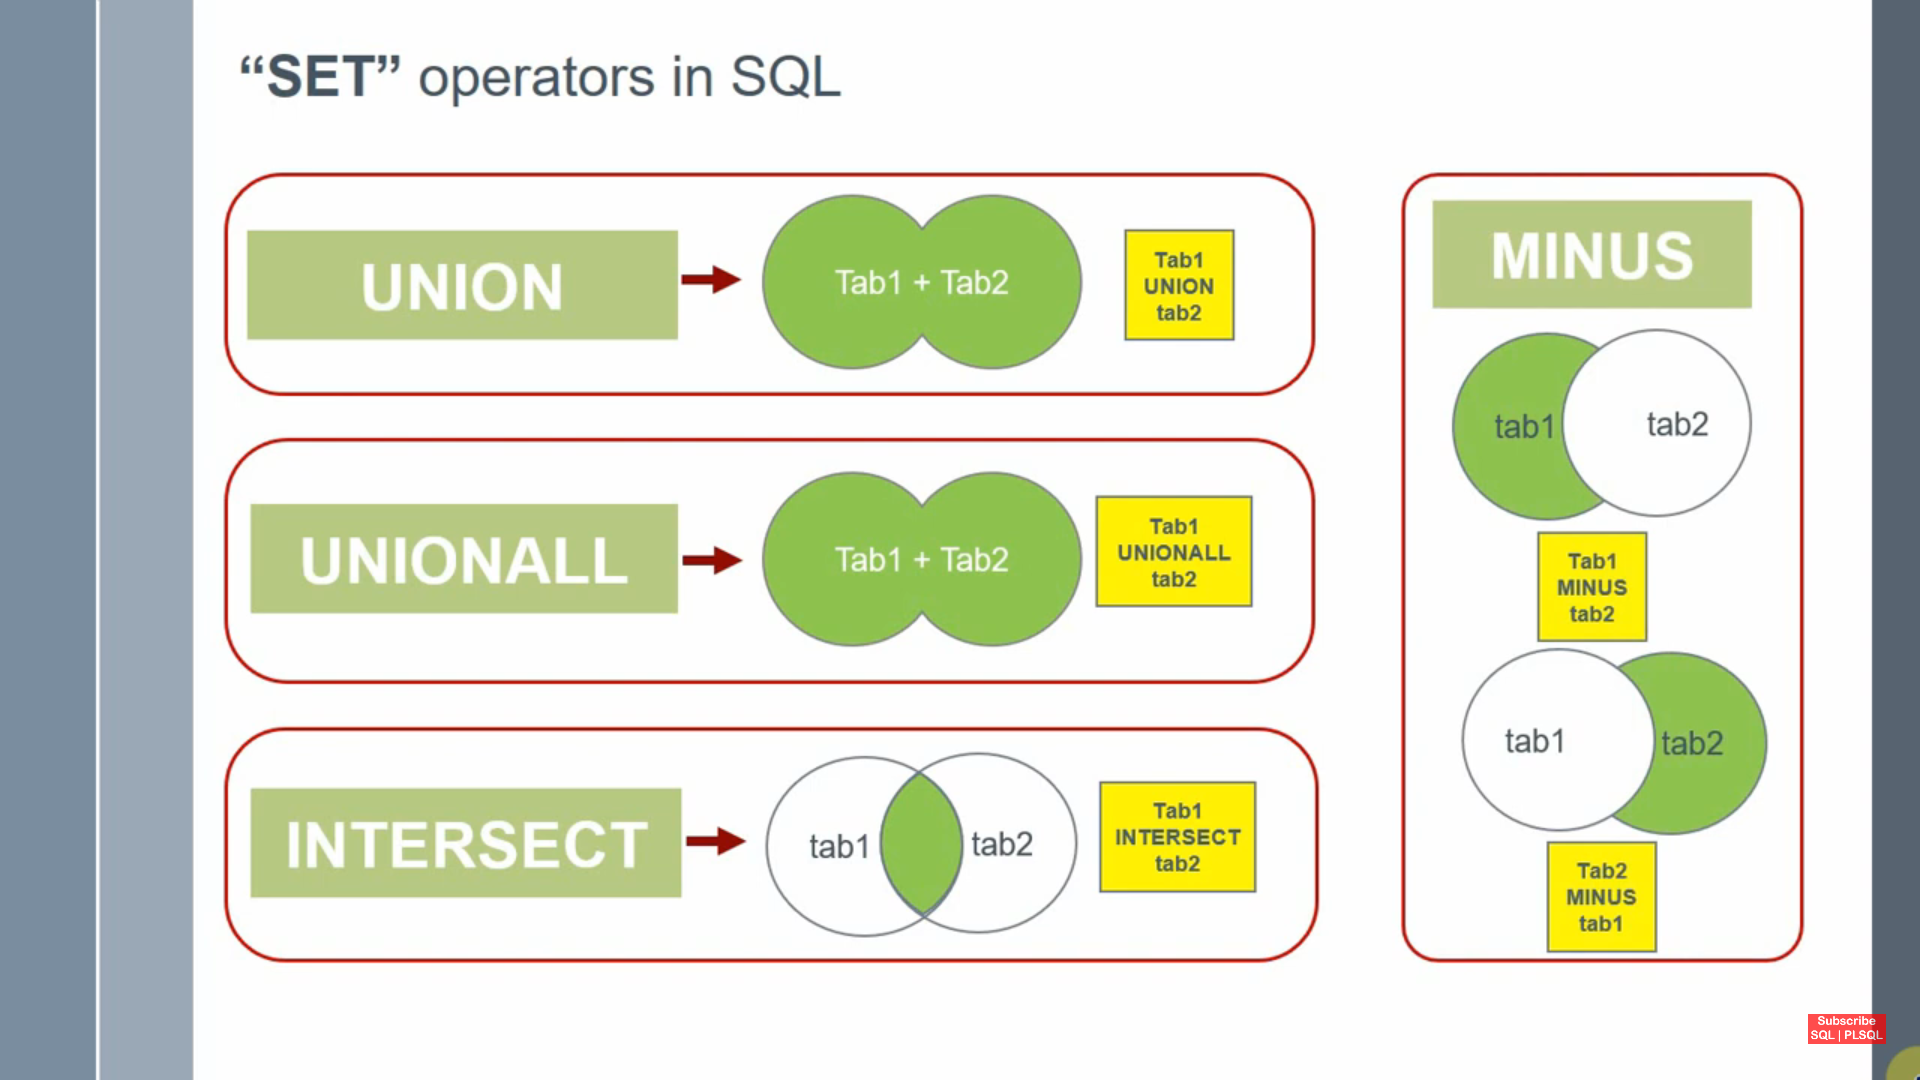 “SET” operators in SQL
UNION
Tab1 + Tab2
Tab1
UNION
tab2
UNIONALL
Tab1 + Tab2
Tab1
UNIONALL
tab2
INTERSECT
tab1
tab2
Tab1
INTERSECT
tab2
MINUS
tab1
tab2
Tab1
MINUS
tab2
tab1
tab2
Tab2
MINUS
tab1
Subscribe
SQL | PLSQL